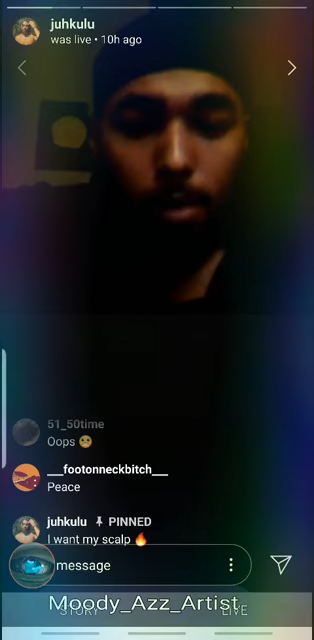 juhkulu
was live • 10h ago
51_50time
Oops 😬
___footonneckbitch___
Peace
juhkulu PINNED
I want my scalp 🔥
message
Moody_Azz_Artist
STORY LIVE